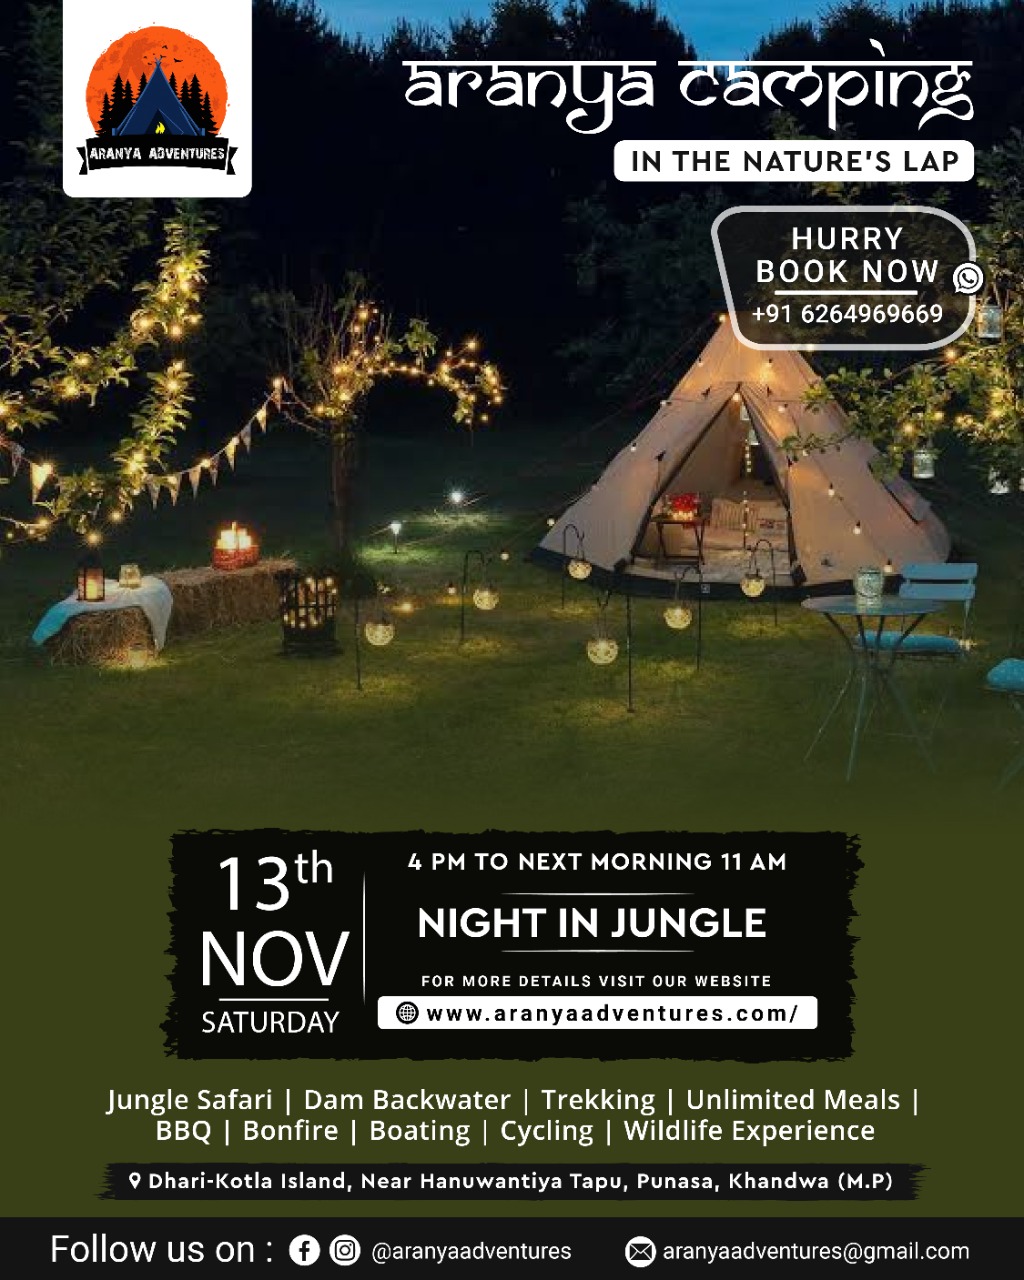 ARANYA ADVENTURES
aranya camping
IN THE NATURE'S LAP
HURRY
BOOK NOW
+91 6264969669
13th
NOV
SATURDAY
4 PM TO NEXT MORNING 11 AM
NIGHT IN JUNGLE
FOR MORE DETAILS VISIT OUR WEBSITE
www.aranyaadventures.com/
Jungle Safari | Dam Backwater | Trekking | Unlimited Meals |
BBQ | Bonfire | Boating | Cycling | Wildlife Experience
Dhari-Kotla Island, Near Hanuwantiya Tapu, Punasa, Khandwa (M.P)
Follow us on : @aranyaadventures aranyaadventures@gmail.com